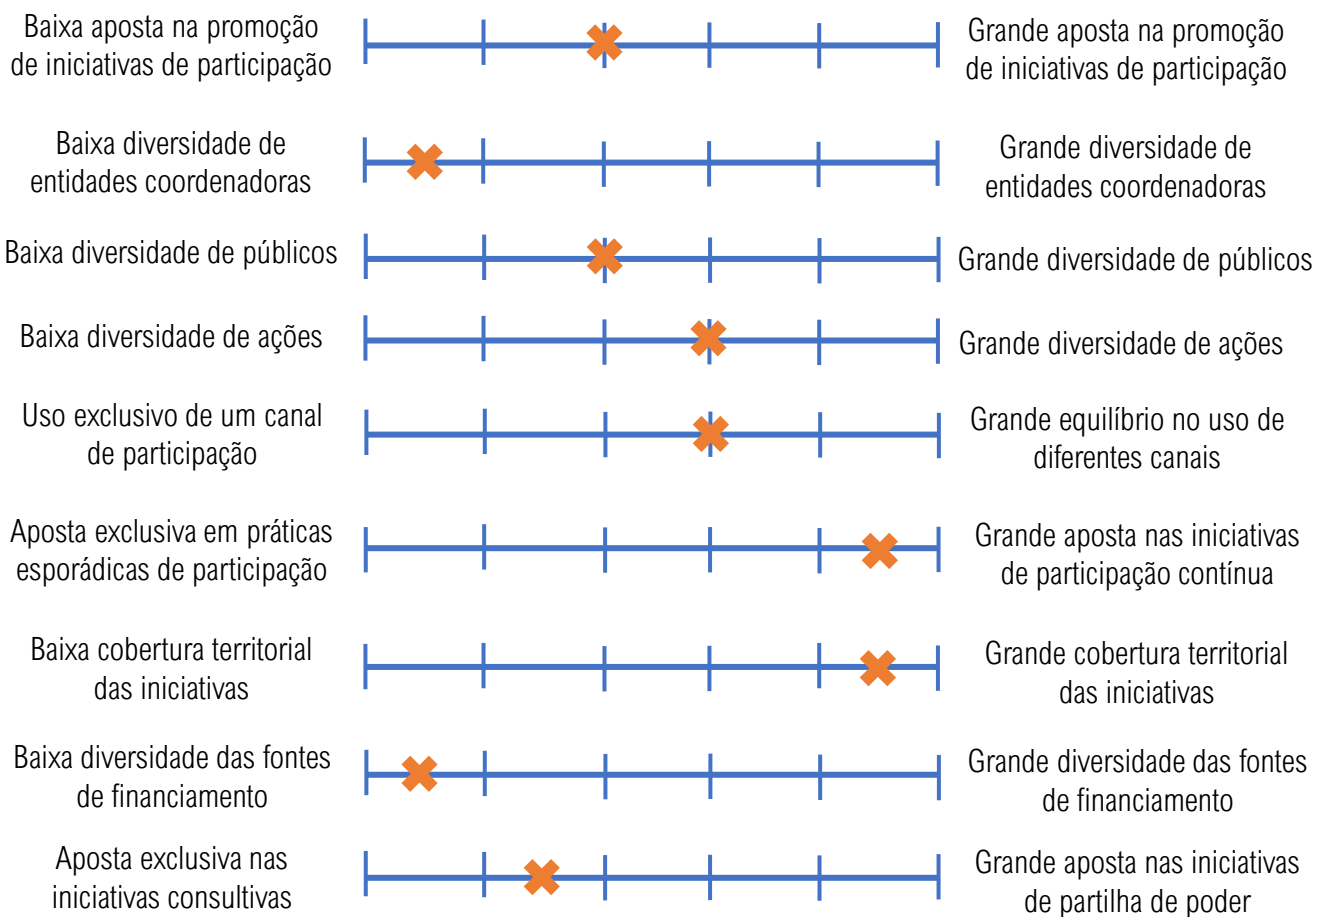 Baixa aposta na promoção
de iniciativas de participação
Grande aposta na promoção
de iniciativas de participação
Baixa diversidade de
entidades coordenadoras
Grande diversidade de
entidades coordenadoras
Baixa diversidade de públicos
Grande diversidade de públicos
Baixa diversidade de ações
Grande diversidade de ações
Uso exclusivo de um canal
de participação
Grande equilíbrio no uso de
diferentes canais
Aposta exclusiva em práticas
esporádicas de participação
Grande aposta nas iniciativas
de participação contínua
Baixa cobertura territorial
das iniciativas
Grande cobertura territorial
das iniciativas
Baixa diversidade das fontes
de financiamento
Grande diversidade das fontes
de financiamento
Aposta exclusiva nas
iniciativas consultivas
Grande aposta nas iniciativas
de partilha de poder